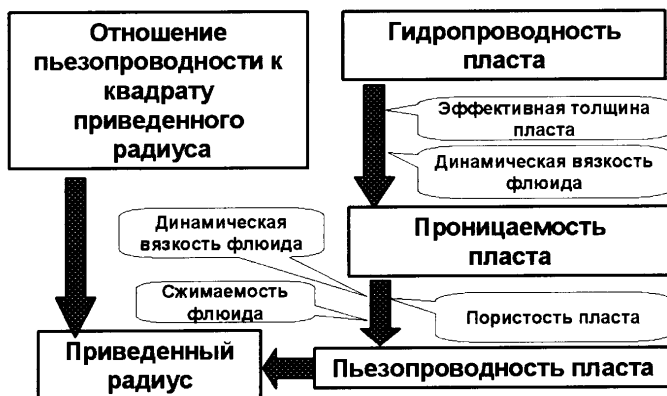 Отношение
пьезопроводности к
квадрату
приведенного
радиуса
Гидропроводность
пласта
Эффективная толщина
пласта
Динамическая вязкость
флюида
Проницаемость
пласта
Динамическая
вязкость флюида
Сжимаемость
флюида
Пористость пласта
Приведенный
радиус
Пьезопроводность пласта